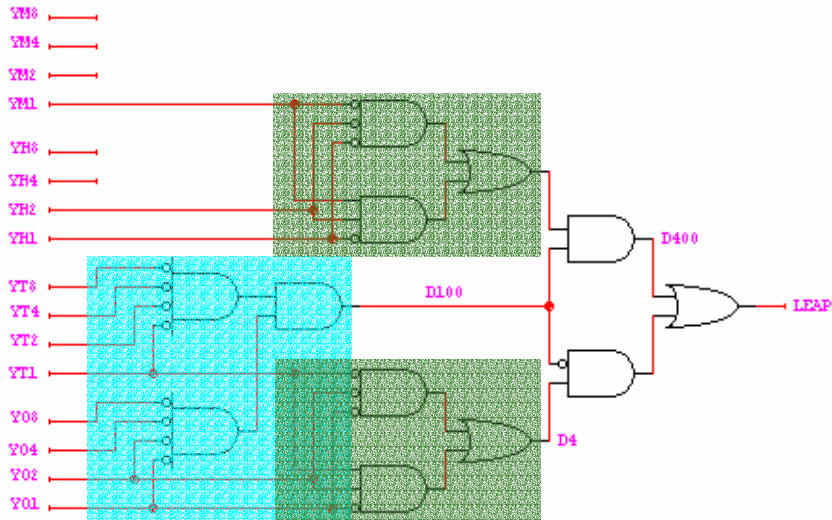 YM8
YM4
YM2
YM1
YH8
YH4
YH2
YH1
YT8
YT4
YT2
YT1
YO8
YO4
YO2
YO1
D100
D4
D400
LEAP